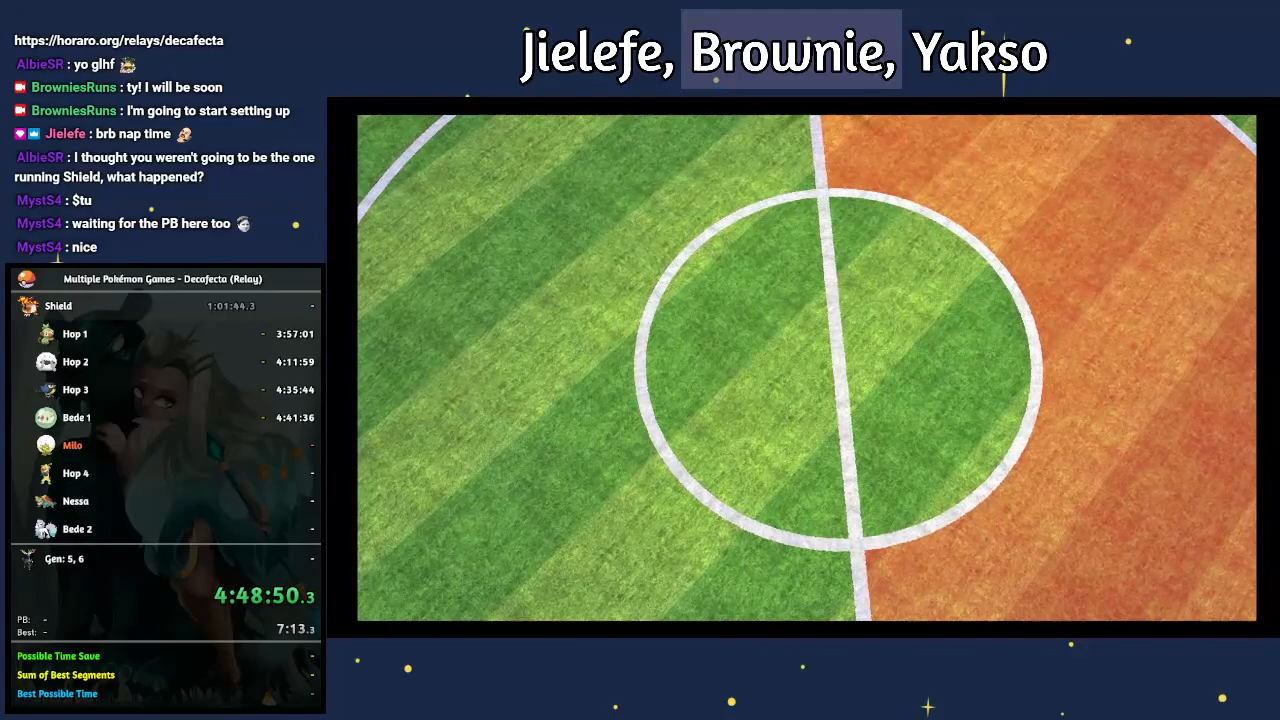 Jielefe, Brownie, Yakso
https://horaro.org/relays/decafecta
AlbieSR : yo glhf
BrowniesRuns : ty! I will be soon
BrowniesRuns : I'm going to start setting up
Jielefe : brb nap time
AlbieSR : I thought you weren't going to be the one
running Shield, what happened?
MystS4 : $tu
MystS4 : waiting for the PB here too
MystS4 : nice
Multiple Pokémon Games - Decafecta (Relay)
Shield 1:01:44.3 -
Hop 1 - 3:57:01
Hop 2 - 4:11:59
Hop 3 - 4:35:44
Bede 1 - 4:41:36
Milo -
Hop 4 -
Nessa -
Bede 2 -
Gen: 5, 6 -
4:48:50.3
PB: -
Best: - 7:13.3
Possible Time Save -
Sum of Best Segments -
Best Possible Time -